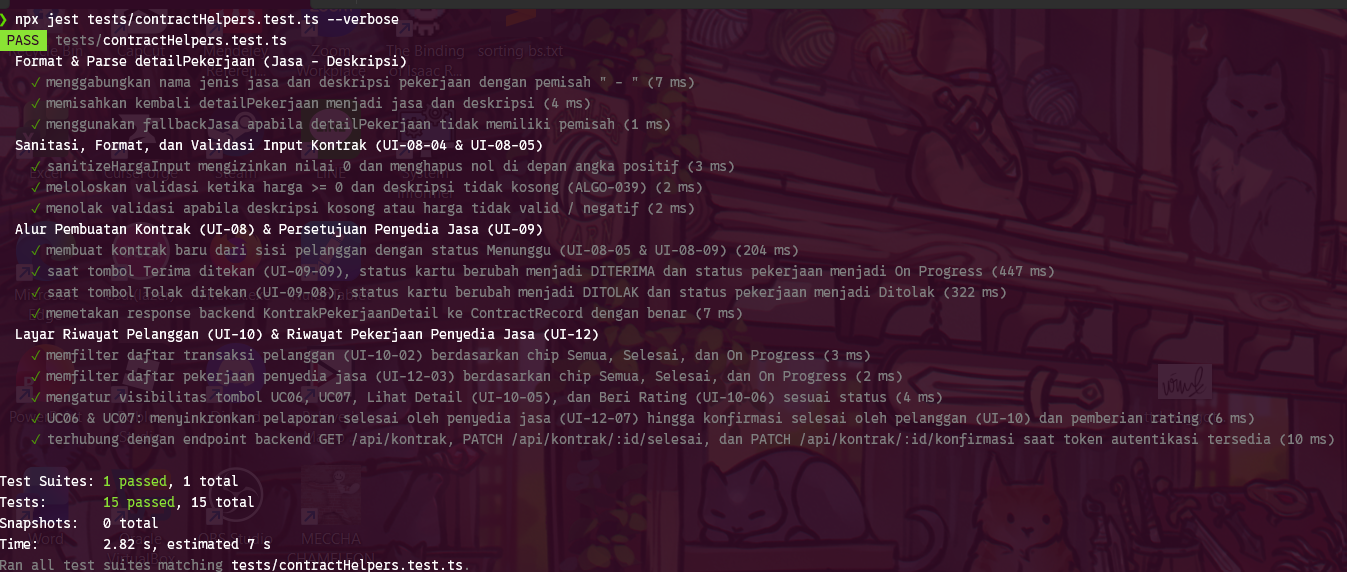 ❯ npx jest tests/contractHelpers.test.ts --verbose
PASS tests/contractHelpers.test.ts
Format & Parse detailPekerjaan (Jasa - Deskripsi)
✓ menggabungkan nama jenis jasa dan deskripsi pekerjaan dengan pemisah " - " (7 ms)
✓ memisahkan kembali detailPekerjaan menjadi jasa dan deskripsi (4 ms)
✓ menggunakan fallbackJasa apabila detailPekerjaan tidak memiliki pemisah (1 ms)
Sanitasi, Format, dan Validasi Input Kontrak (UI-08-04 & UI-08-05)
✓ sanitizeHargaInput mengizinkan nilai 0 dan menghapus nol di depan angka positif (3 ms)
✓ meloloskan validasi ketika harga >= 0 dan deskripsi tidak kosong (ALGO-039) (2 ms)
✓ menolak validasi apabila deskripsi kosong atau harga tidak valid / negatif (2 ms)
Alur Pembuatan Kontrak (UI-08) & Persetujuan Penyedia Jasa (UI-09)
✓ membuat kontrak baru dari sisi pelanggan dengan status Menunggu (UI-08-05 & UI-08-09) (204 ms)
✓ saat tombol Terima ditekan (UI-09-09), status kartu berubah menjadi DITERIMA dan status pekerjaan menjadi On Progress (447 ms)
✓ saat tombol Tolak ditekan (UI-09-08), status kartu berubah menjadi DITOLAK dan status pekerjaan menjadi Ditolak (322 ms)
✓ memetakan response backend KontrakPekerjaanDetail ke ContractRecord dengan benar (7 ms)
Layar Riwayat Pelanggan (UI-10) & Riwayat Pekerjaan Penyedia Jasa (UI-12)
✓ memfilter daftar transaksi pelanggan (UI-10-02) berdasarkan chip Semua, Selesai, dan On Progress (3 ms)
✓ memfilter daftar pekerjaan penyedia jasa (UI-12-03) berdasarkan chip Semua, Selesai, dan On Progress (2 ms)
✓ mengatur visibilitas tombol UC06, UC07, Lihat Detail (UI-10-05), dan Beri Rating (UI-10-06) sesuai status (4 ms)
✓ UC06 & UC07: menyinkronkan pelaporan selesai oleh penyedia jasa (UI-12-07) hingga konfirmasi selesai oleh pelanggan (UI-10) dan pemberian rating (6 ms)
✓ terhubung dengan endpoint backend GET /api/kontrak, PATCH /api/kontrak/:id/selesai, dan PATCH /api/kontrak/:id/konfirmasi saat token autentikasi tersedia (10 ms)
Test Suites: 1 passed, 1 total
Tests: 15 passed, 15 total
Snapshots: 0 total
Time: 2.82 s, estimated 7 s
Ran all test suites matching tests/contractHelpers.test.ts.
Zoom
The Binding
sorting bs.txt
Word
MECCHA
CHAMELEON